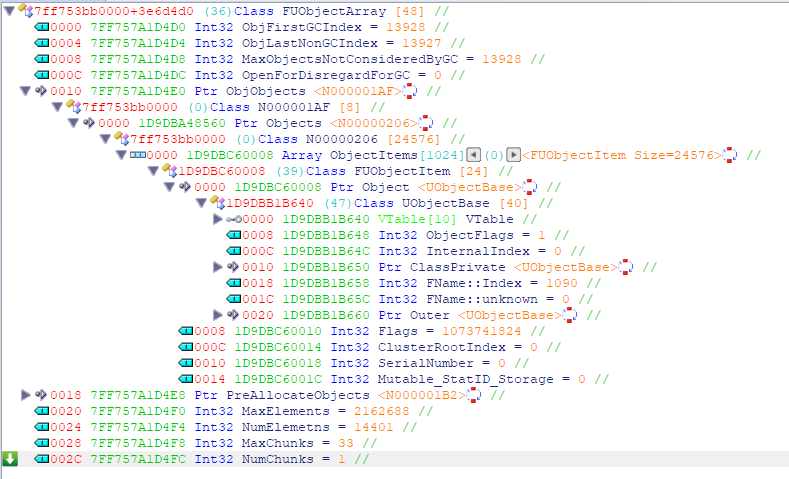 7ff753bb0000+3e6d4d0 (36)Class FUObjectArray [48] //
0000 7FF757A1D4D0 Int32 ObjFirstGCIndex = 13928 //
0004 7FF757A1D4D4 Int32 ObjLastNonGCIndex = 13927 //
0008 7FF757A1D4D8 Int32 MaxObjectsNotConsideredByGC = 13928 //
000C 7FF757A1D4DC Int32 OpenForDisregardForGC = 0 //
0010 7FF757A1D4E0 Ptr ObjObjects <N000001AF> //
7ff753bb0000 (0)Class N000001AF [8] //
0000 1D9DBA48560 Ptr Objects <N00000206> //
7ff753bb0000 (0)Class N00000206 [24576] //
0000 1D9DBC60008 Array ObjectItems[1024] (0) <FUObjectItem Size=24576> //
1D9DBC60008 (39)Class FUObjectItem [24] //
0000 1D9DBC60008 Ptr Object <UObjectBase> //
1D9DBB1B640 (47)Class UObjectBase [40] //
0000 1D9DBB1B640 VTable[10] VTable //
0008 1D9DBB1B648 Int32 ObjectFlags = 1 //
000C 1D9DBB1B64C Int32 InternalIndex = 0 //
0010 1D9DBB1B650 Ptr ClassPrivate <UObjectBase> //
0018 1D9DBB1B658 Int32 FName::Index = 1090 //
001C 1D9DBB1B65C Int32 FName::unknown = 0 //
0020 1D9DBB1B660 Ptr Outer <UObjectBase> //
0008 1D9DBC60010 Int32 Flags = 1073741824 //
000C 1D9DBC60014 Int32 ClusterRootIndex = 0 //
0010 1D9DBC60018 Int32 SerialNumber = 0 //
0014 1D9DBC6001C Int32 Mutable_StatID_Storage = 0 //
0018 7FF757A1D4E8 Ptr PreAllocateObjects <N000001B2> //
0020 7FF757A1D4F0 Int32 MaxElements = 2162688 //
0024 7FF757A1D4F4 Int32 NumElemetns = 14401 //
0028 7FF757A1D4F8 Int32 MaxChunks = 33 //
002C 7FF757A1D4FC Int32 NumChunks = 1 //